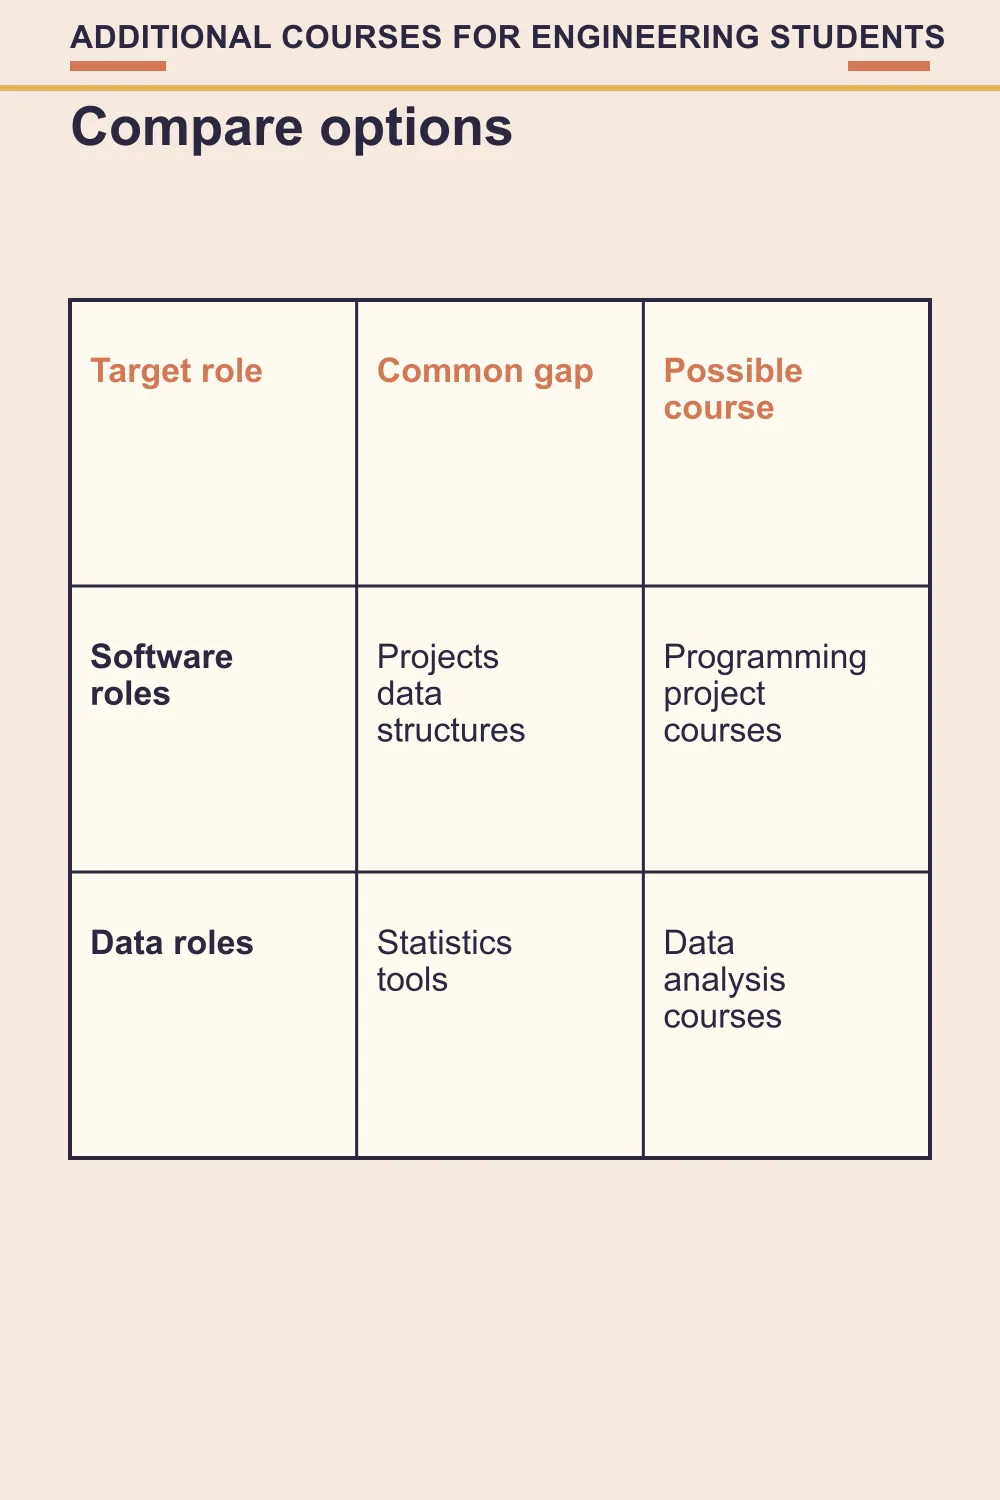 ADDITIONAL COURSES FOR ENGINEERING STUDENTS
Compare options
Target role
Common gap
Possible
course
Software
roles
Projects
data
structures
Programming
project
courses
Data roles
Statistics
tools
Data
analysis
courses